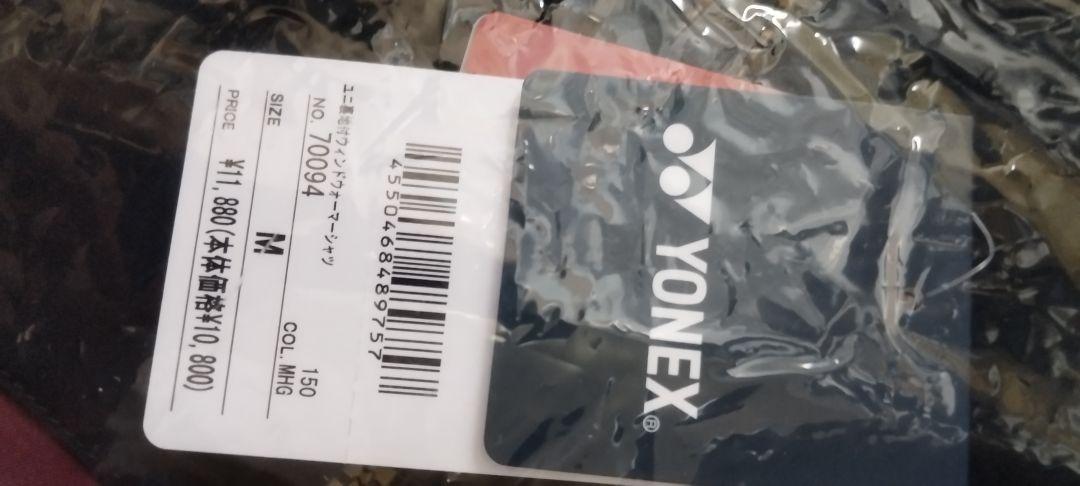 ユニ裏地付ウィンドウォーマーシャツ
NO. 70094
150
COL. MHG
SIZE M
PRICE ¥11,880(本体価格¥10,800)
4550468489757
YONEX®